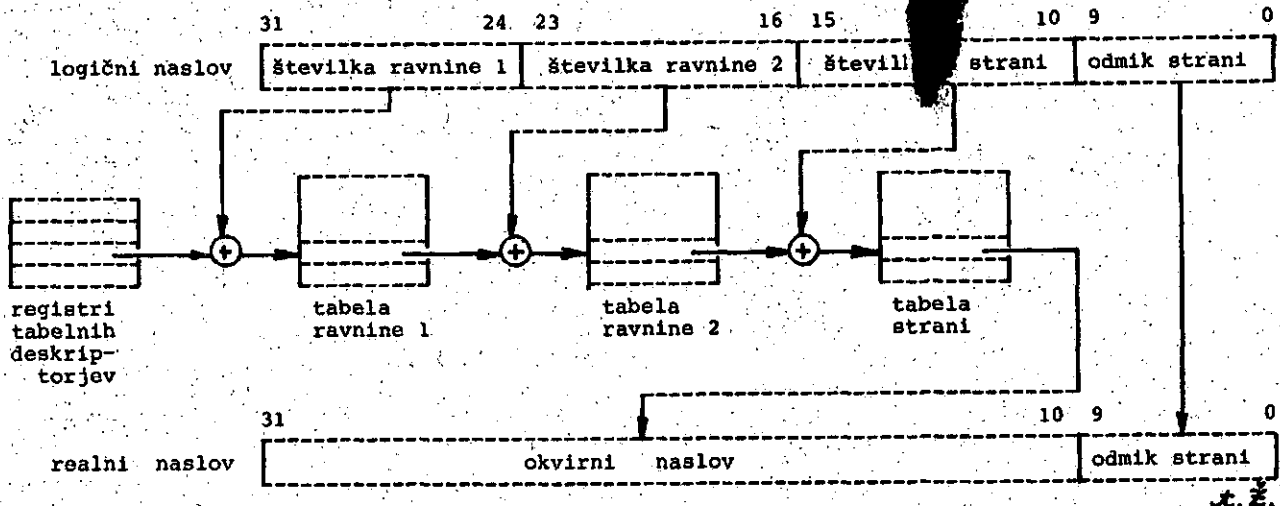 31 24 23 16 15 10 9 0
logični naslov številka ravnine 1 številka ravnine 2 strani odmik strani
+ + +
registri
tabelnih
deskrip-
torjev
tabela
ravnine 1
tabela
ravnine 2
tabela
strani
31 10 9 0
realni naslov okvirni naslov odmik strani
t.ž.